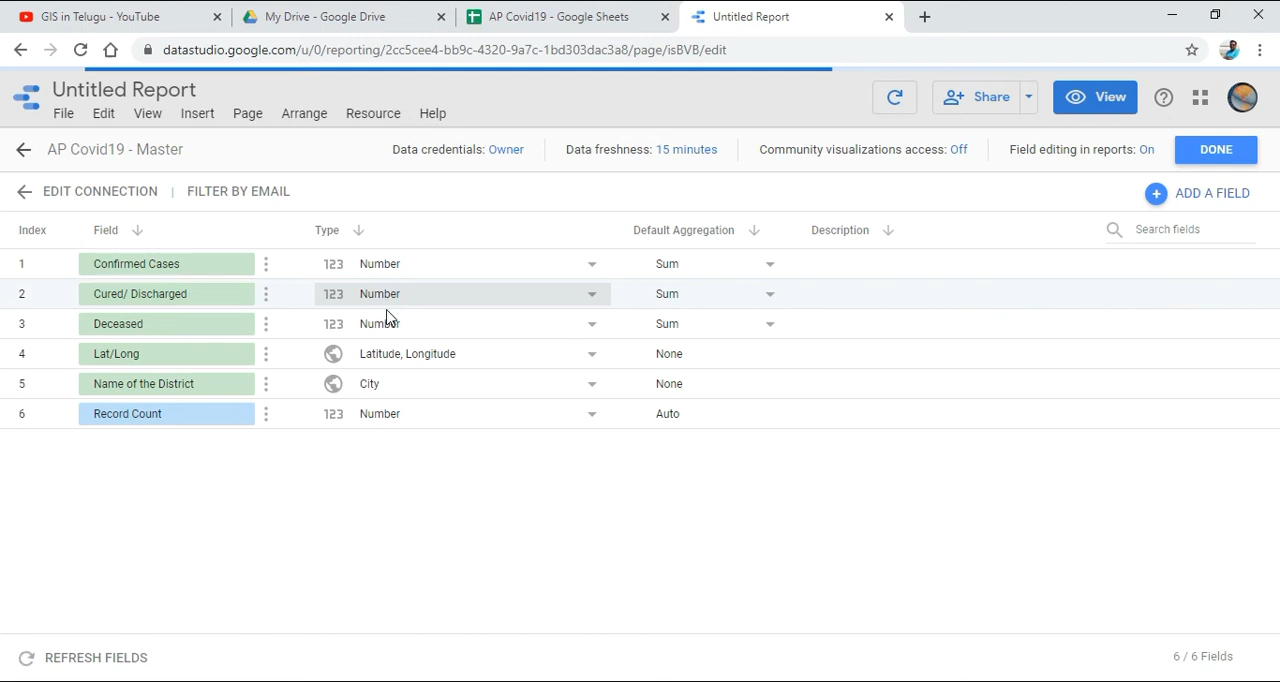 GIS in Telugu - YouTube
My Drive - Google Drive
AP Covid19 - Google Sheets
Untitled Report
datastudio.google.com/u/0/reporting/2cc5cee4-bb9c-4320-9a7c-1bd303dac3a8/page/isBVB/edit
Untitled Report
File Edit View Insert Page Arrange Resource Help
Share
View
AP Covid19 - Master
Data credentials: Owner
Data freshness: 15 minutes
Community visualizations access: Off
Field editing in reports: On
DONE
EDIT CONNECTION | FILTER BY EMAIL
ADD A FIELD
Index Field Type Default Aggregation Description Search fields
1 Confirmed Cases 123 Number Sum
2 Cured/ Discharged 123 Number Sum
3 Deceased 123 Number Sum
4 Lat/Long Latitude, Longitude None
5 Name of the District City None
6 Record Count 123 Number Auto
REFRESH FIELDS
6 / 6 Fields